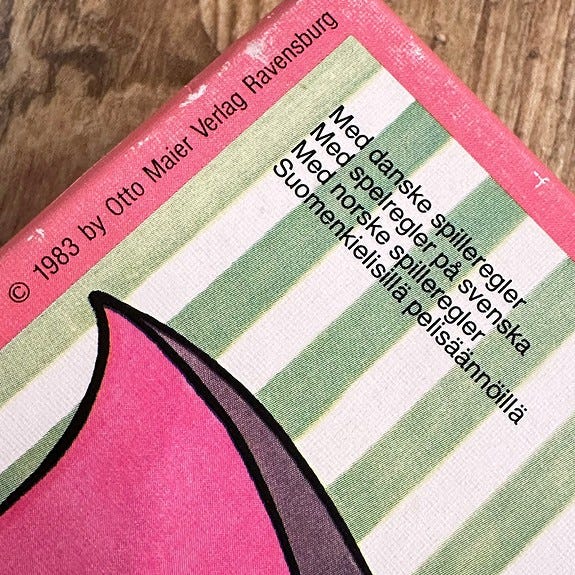 © 1983 by Otto Maier Verlag Ravensburg
Med danske spilleregler
Med spelregler på svenska
Med norske spilleregler
Suomenkielisillä pelisäännöillä